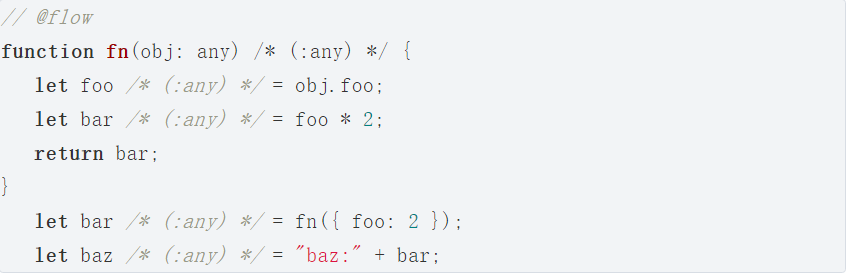 // @flow
function fn(obj: any) /* (:any) */ {
let foo /* (:any) */ = obj.foo;
let bar /* (:any) */ = foo * 2;
return bar;
}
let bar /* (:any) */ = fn({ foo: 2 });
let baz /* (:any) */ = "baz:" + bar;